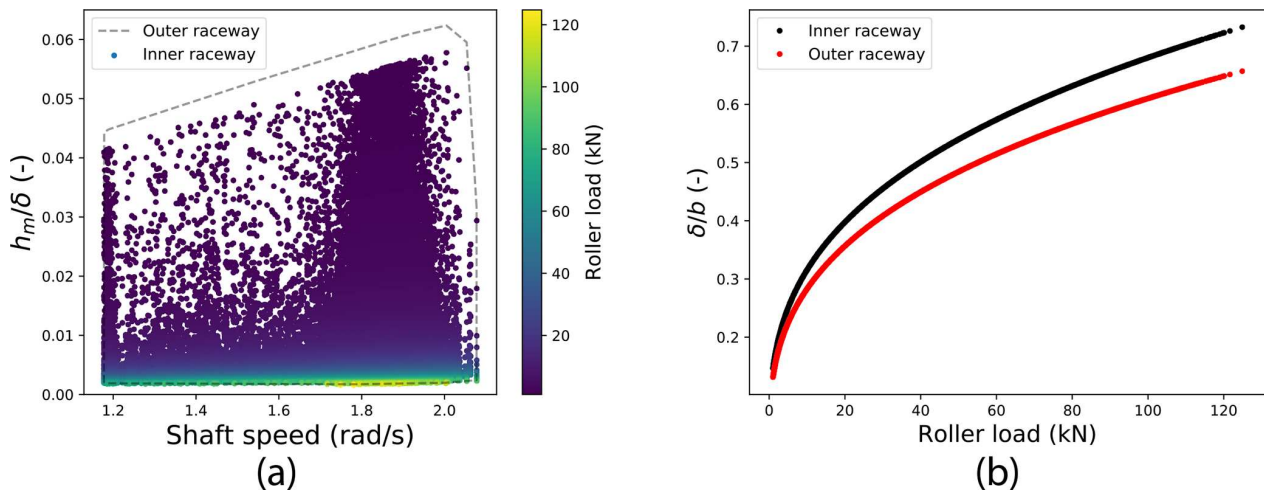 Outer raceway
Inner raceway
h_m/δ (-)
0.06
0.05
0.04
0.03
0.02
0.01
0.00
1.2 1.4 1.6 1.8 2.0
Shaft speed (rad/s)
120
100
80
60
40
20
Roller load (kN)
(a)
Inner raceway
Outer raceway
δ/b (-)
0.7
0.6
0.5
0.4
0.3
0.2
0 20 40 60 80 100 120
Roller load (kN)
(b)